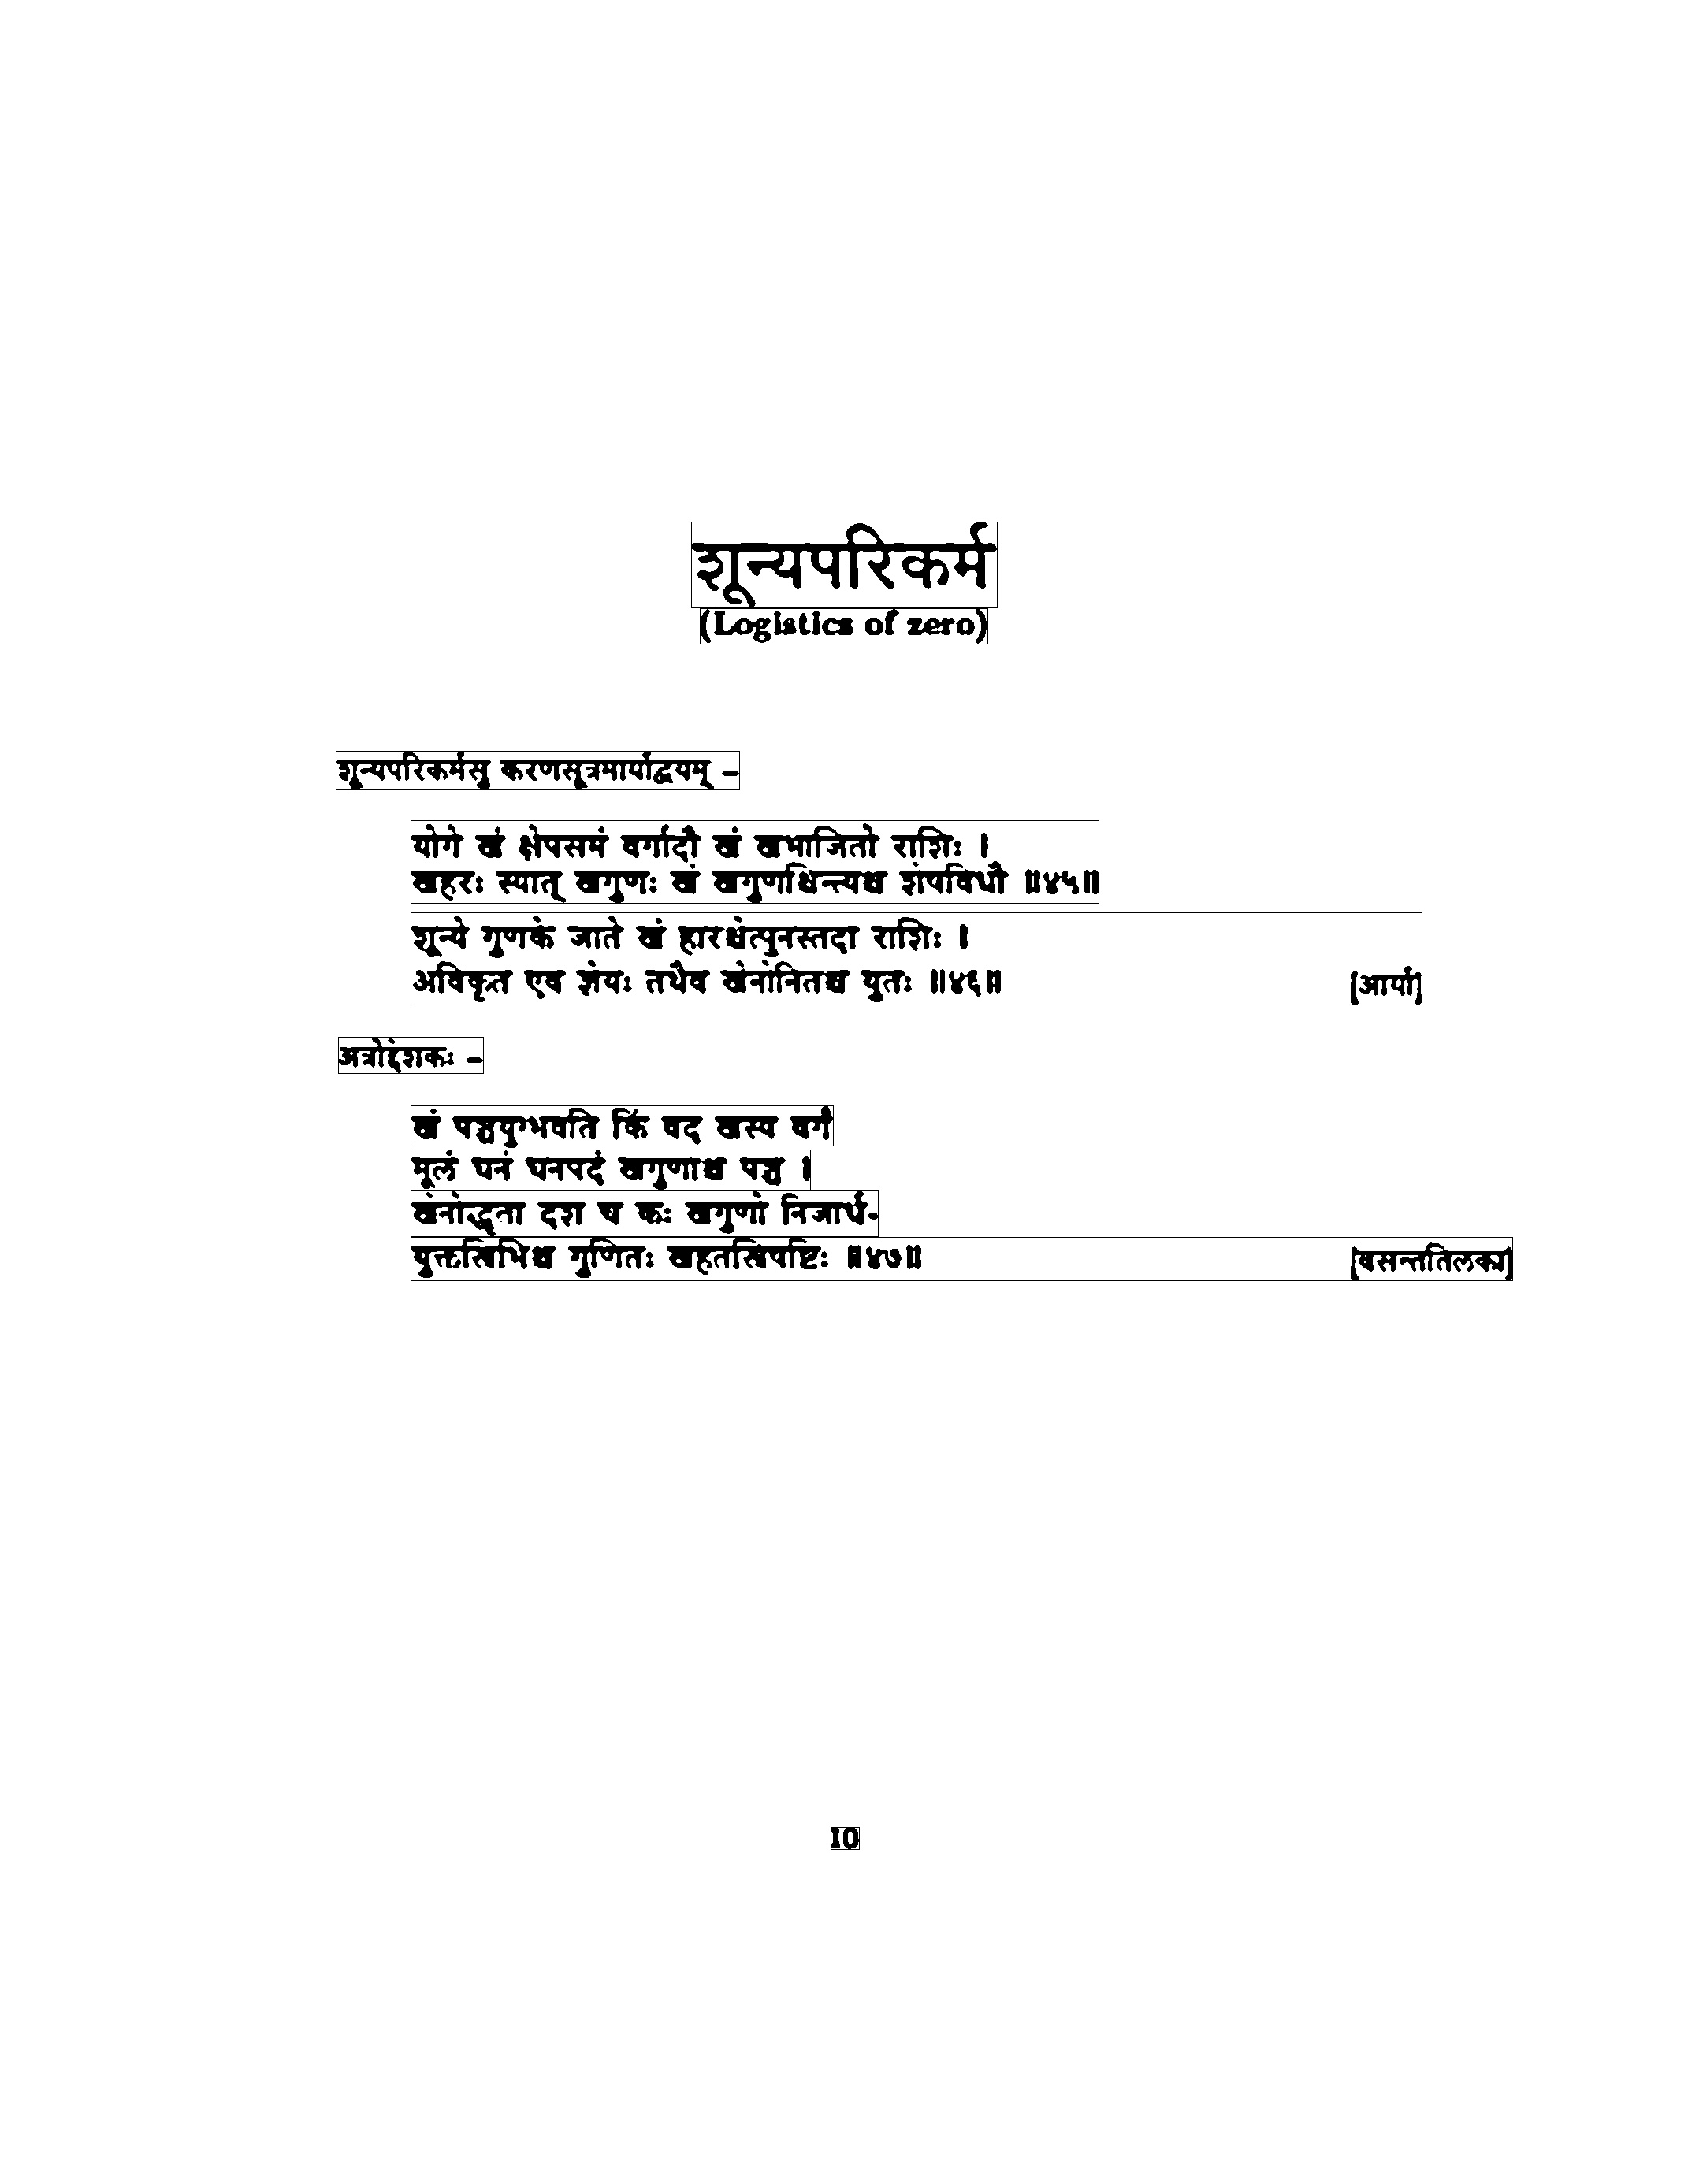 शून्यपरिकर्म
(Logistics of zero)
शून्यपरिकर्मसु करणसूत्रमार्याद्वयम् –
योगे खं क्षेपसमं वर्गादौ खं खभाजितो राशिः ।
खहरः स्यात् खगुणः खं खगुणश्चिन्त्यश्च शेषविधौ ॥४५॥
शून्ये गुणके जाते खं हारश्चेत्पुनस्तदा राशिः ।
अविकृत एव ज्ञेयः तथैव खेनोनितश्च युतः ॥४६॥ [आर्या]
अत्रोद्देशकः –
खं पञ्चयुग्भवति किं वद खस्य वर्गं
मूलं घनं घनपदं खगुणाश्च पञ्च ।
खेनोद्धृता दश च कः खगुणो निजार्ध-
युक्तस्त्रिभिश्च गुणितः खहतस्त्रिषष्टिः ॥४७॥ [वसन्ततिलका]
10